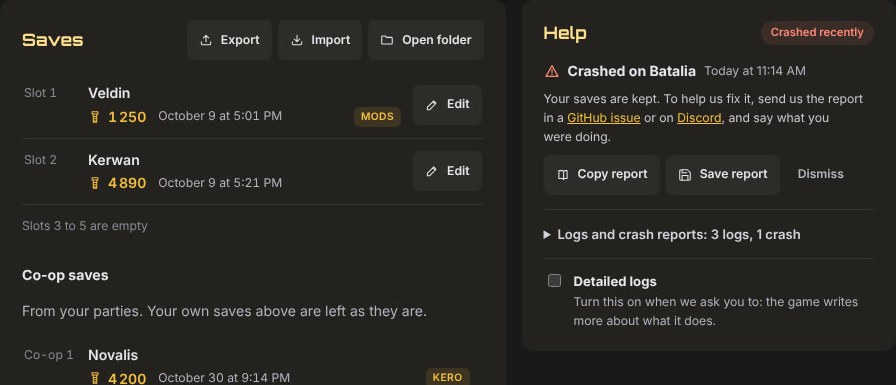 Saves
Export
Import
Open folder
Slot 1
Veldin
1 250
October 9 at 5:01 PM
MODS
Edit
Slot 2
Kerwan
4 890
October 9 at 5:21 PM
Edit
Slots 3 to 5 are empty
Co-op saves
From your parties. Your own saves above are left as they are.
Co-op 1
Novalis
4 200
October 30 at 9:14 PM
KERO
Help
Crashed recently
Crashed on Batalia Today at 11:14 AM
Your saves are kept. To help us fix it, send us the report
in a GitHub issue or on Discord, and say what you
were doing.
Copy report
Save report
Dismiss
Logs and crash reports: 3 logs, 1 crash
Detailed logs
Turn this on when we ask you to: the game writes
more about what it does.